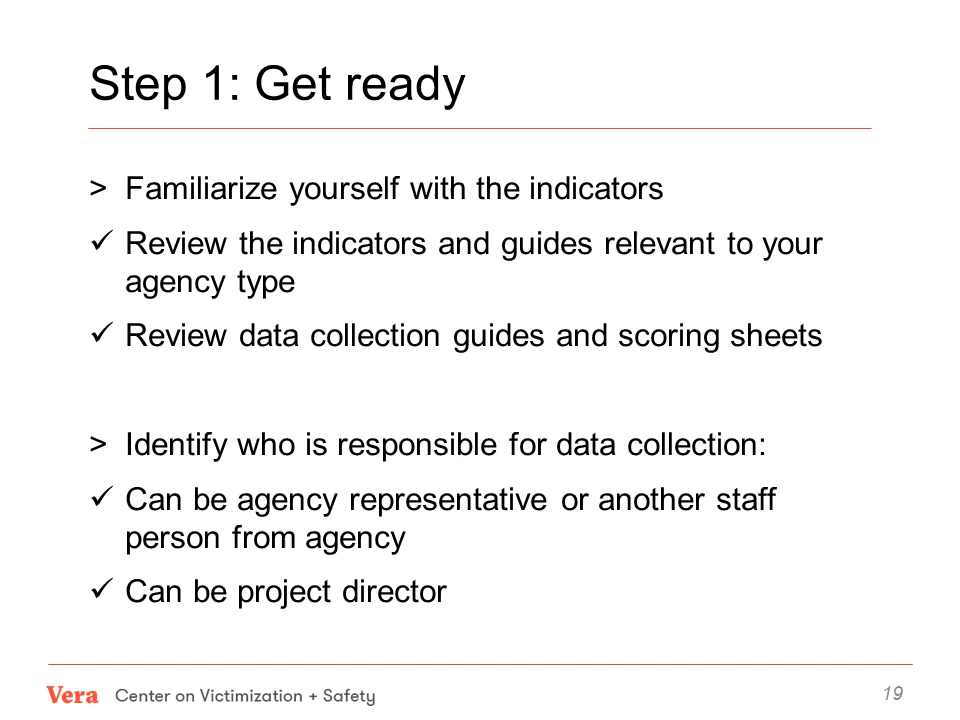 Step 1: Get ready
> Familiarize yourself with the indicators
✓ Review the indicators and guides relevant to your
agency type
✓ Review data collection guides and scoring sheets
> Identify who is responsible for data collection:
✓ Can be agency representative or another staff
person from agency
✓ Can be project director
Vera Center on Victimization + Safety
19